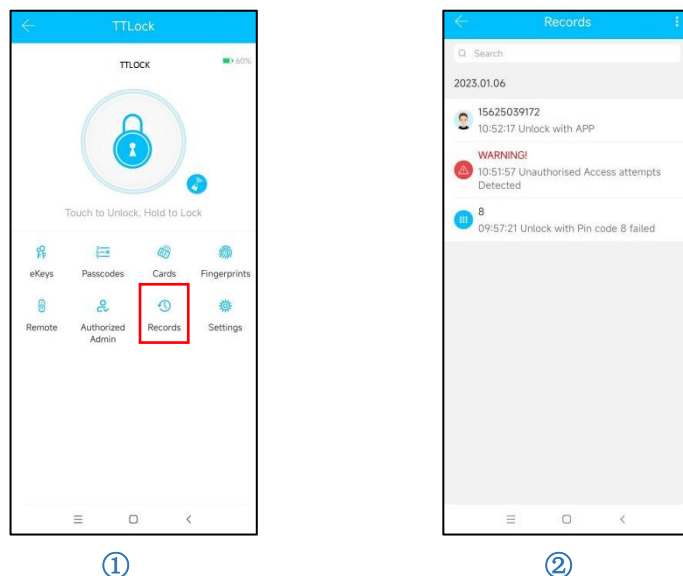 TTLock
TTLOCK
60%
Touch to Unlock, Hold to Lock
eKeys
Passcodes
Cards
Fingerprints
Remote
Authorized
Admin
Records
Settings
①
Records
Search
2023.01.06
15625039172
10:52:17 Unlock with APP
WARNING!
10:51:57 Unauthorised Access attempts
Detected
8
09:57:21 Unlock with Pin code 8 failed
②